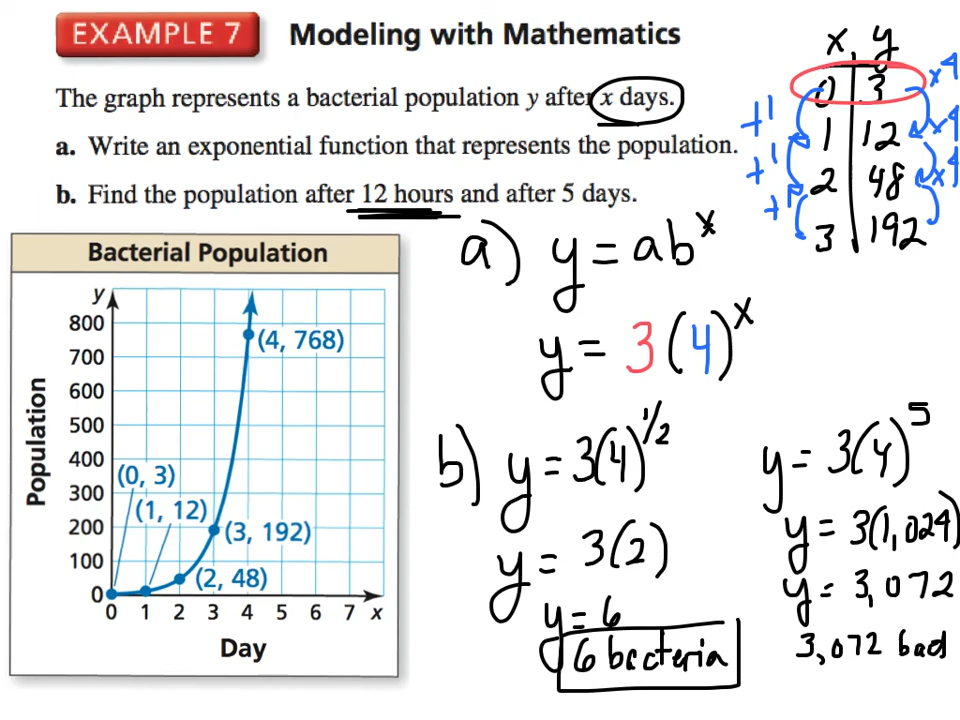 EXAMPLE 7 Modeling with Mathematics
The graph represents a bacterial population y after x days.
a. Write an exponential function that represents the population.
b. Find the population after 12 hours and after 5 days.
x, y
0 3
1 12
2 48
3 192
+1
+1
+1
x4
x4
x4
Bacterial Population
y
800
700
600
500
400
300
200
100
0
(4, 768)
(0, 3)
(1, 12)
(3, 192)
(2, 48)
0 1 2 3 4 5 6 7 x
Population
Day
a) y = ab^x
y = 3(4)^x
b) y = 3(4)^1/2
y = 3(2)
y = 6
6 bacteria
y = 3(4)^5
y = 3(1,024)
y = 3,072
3,072 bad